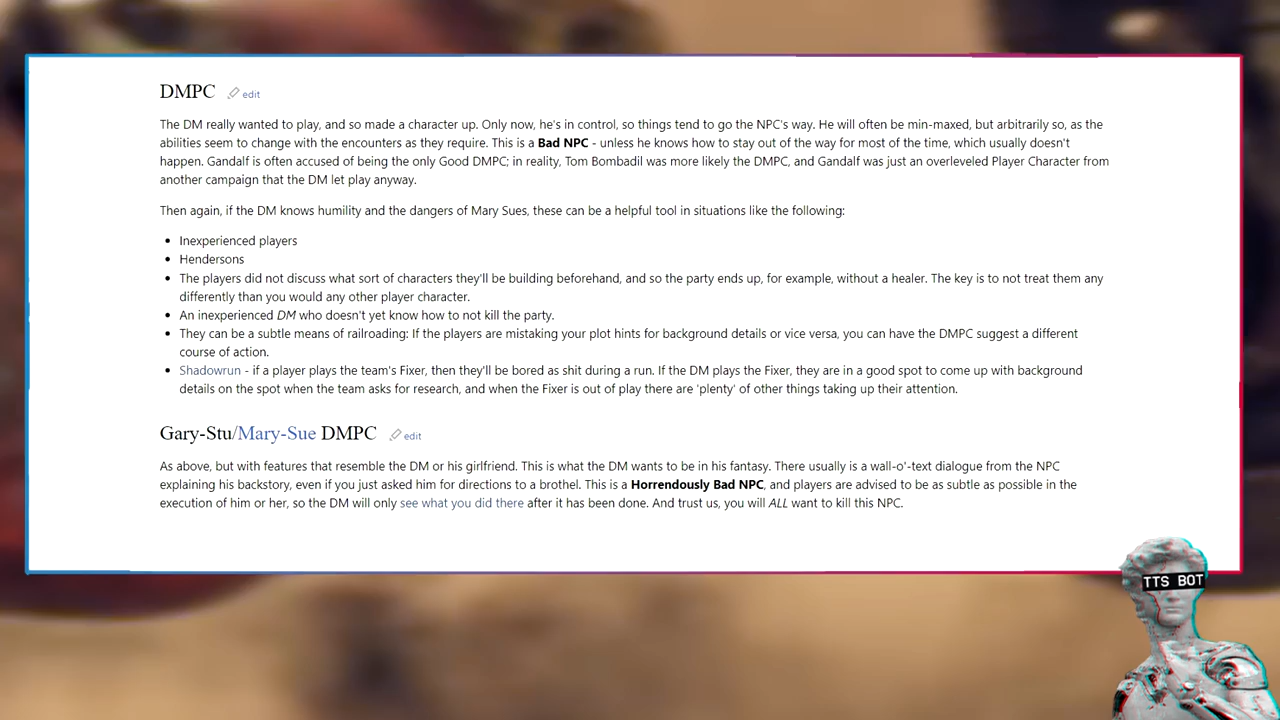 DMPC edit
The DM really wanted to play, and so made a character up. Only now, he's in control, so things tend to go the NPC's way. He will often be min-maxed, but arbitrarily so, as the
abilities seem to change with the encounters as they require. This is a Bad NPC - unless he knows how to stay out of the way for most of the time, which usually doesn't
happen. Gandalf is often accused of being the only Good DMPC; in reality, Tom Bombadil was more likely the DMPC, and Gandalf was just an overleveled Player Character from
another campaign that the DM let play anyway.
Then again, if the DM knows humility and the dangers of Mary Sues, these can be a helpful tool in situations like the following:
• Inexperienced players
• Hendersons
• The players did not discuss what sort of characters they'll be building beforehand, and so the party ends up, for example, without a healer. The key is to not treat them any
differently than you would any other player character.
• An inexperienced DM who doesn't yet know how to not kill the party.
• They can be a subtle means of railroading: If the players are mistaking your plot hints for background details or vice versa, you can have the DMPC suggest a different
course of action.
• Shadowrun - if a player plays the team's Fixer, then they'll be bored as shit during a run. If the DM plays the Fixer, they are in a good spot to come up with background
details on the spot when the team asks for research, and when the Fixer is out of play there are 'plenty' of other things taking up their attention.
Gary-Stu/Mary-Sue DMPC edit
As above, but with features that resemble the DM or his girlfriend. This is what the DM wants to be in his fantasy. There usually is a wall-o'-text dialogue from the NPC
explaining his backstory, even if you just asked him for directions to a brothel. This is a Horrendously Bad NPC, and players are advised to be as subtle as possible in the
execution of him or her, so the DM will only see what you did there after it has been done. And trust us, you will ALL want to kill this NPC.
TTS BOT